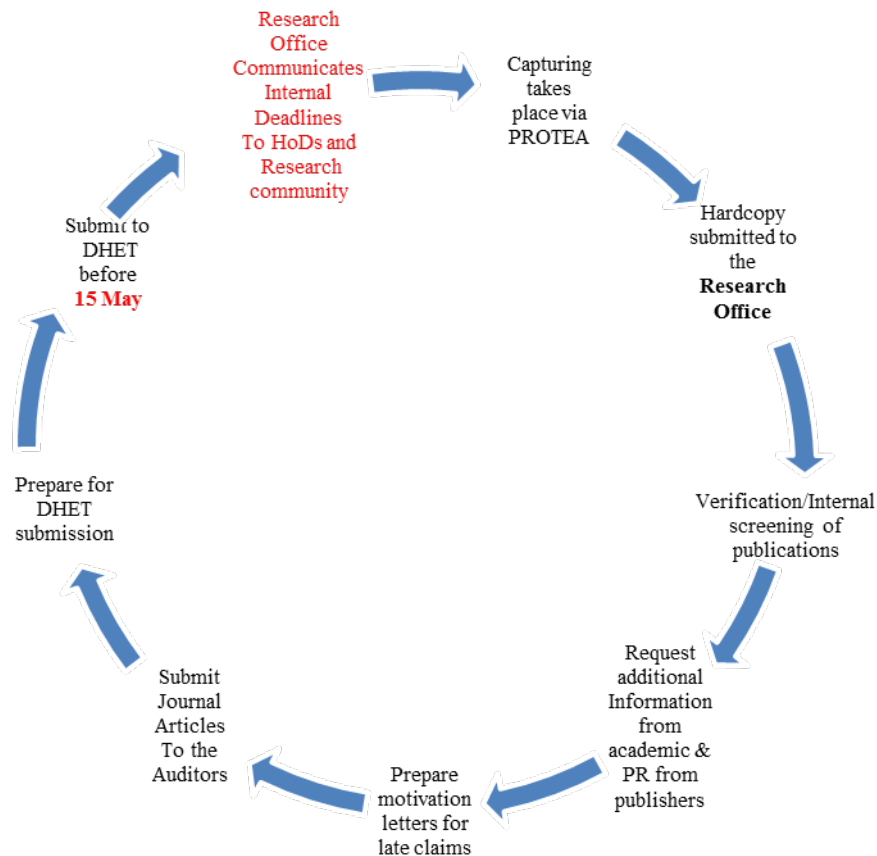 Research
Office
Communicates
Internal
Deadlines
To HoDs and
Research
community
Capturing
takes
place via
PROTEA
Hardcopy
submitted to
the
Research
Office
Verification/Internal
screening of
publications
Request
additional
Information
from
academic &
PR from
publishers
Prepare
motivation
letters for
late claims
Submit
Journal
Articles
To the
Auditors
Prepare for
DHET
submission
Submit to
DHET
before
15 May